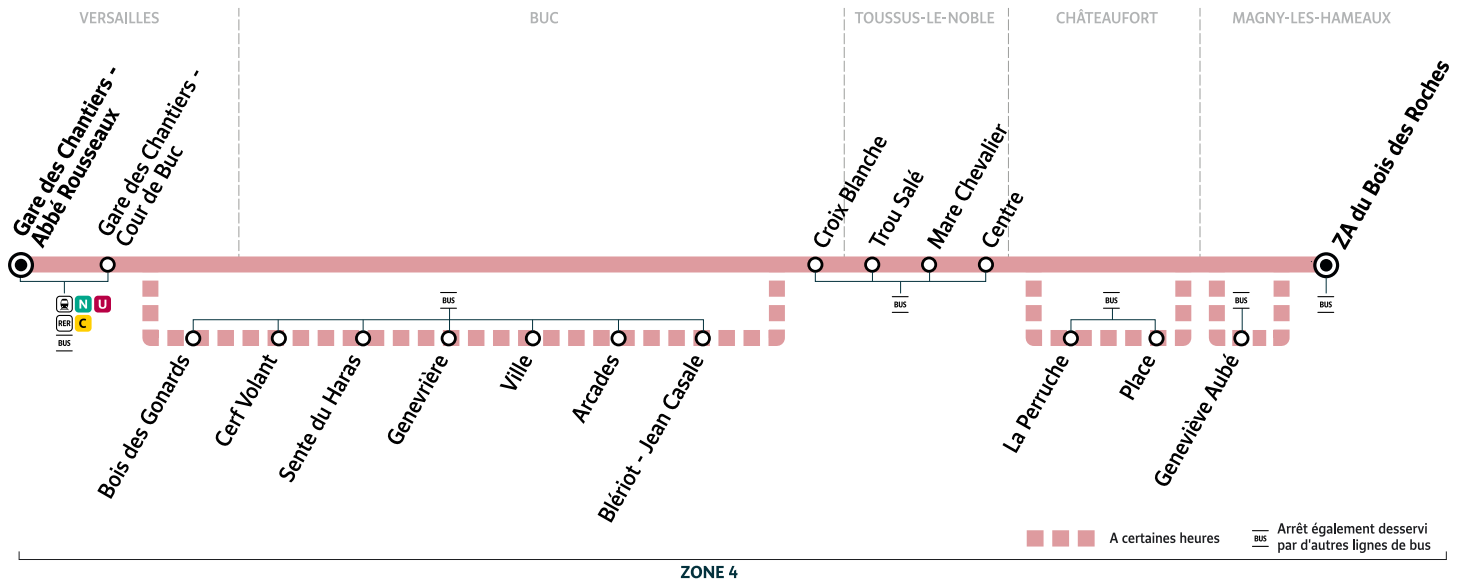 VERSAILLES
BUC
TOUSSUS-LE-NOBLE
CHÂTEAUFORT
MAGNY-LES-HAMEAUX
Gare des Chantiers -
Abbé Rousseaux
Gare des Chantiers -
Cour de Buc
Croix Blanche
Trou Salé
Mare Chevalier
Centre
ZA du Bois des Roches
N U
RER C
BUS
BUS
BUS
BUS
BUS
BUS
Bois des Gonards
Cerf Volant
Sente du Haras
Genevrière
Ville
Arcades
Blériot - Jean Casale
La Perruche
Place
Geneviève Aubé
A certaines heures
BUS
Arrêt également desservi
par d'autres lignes de bus
ZONE 4